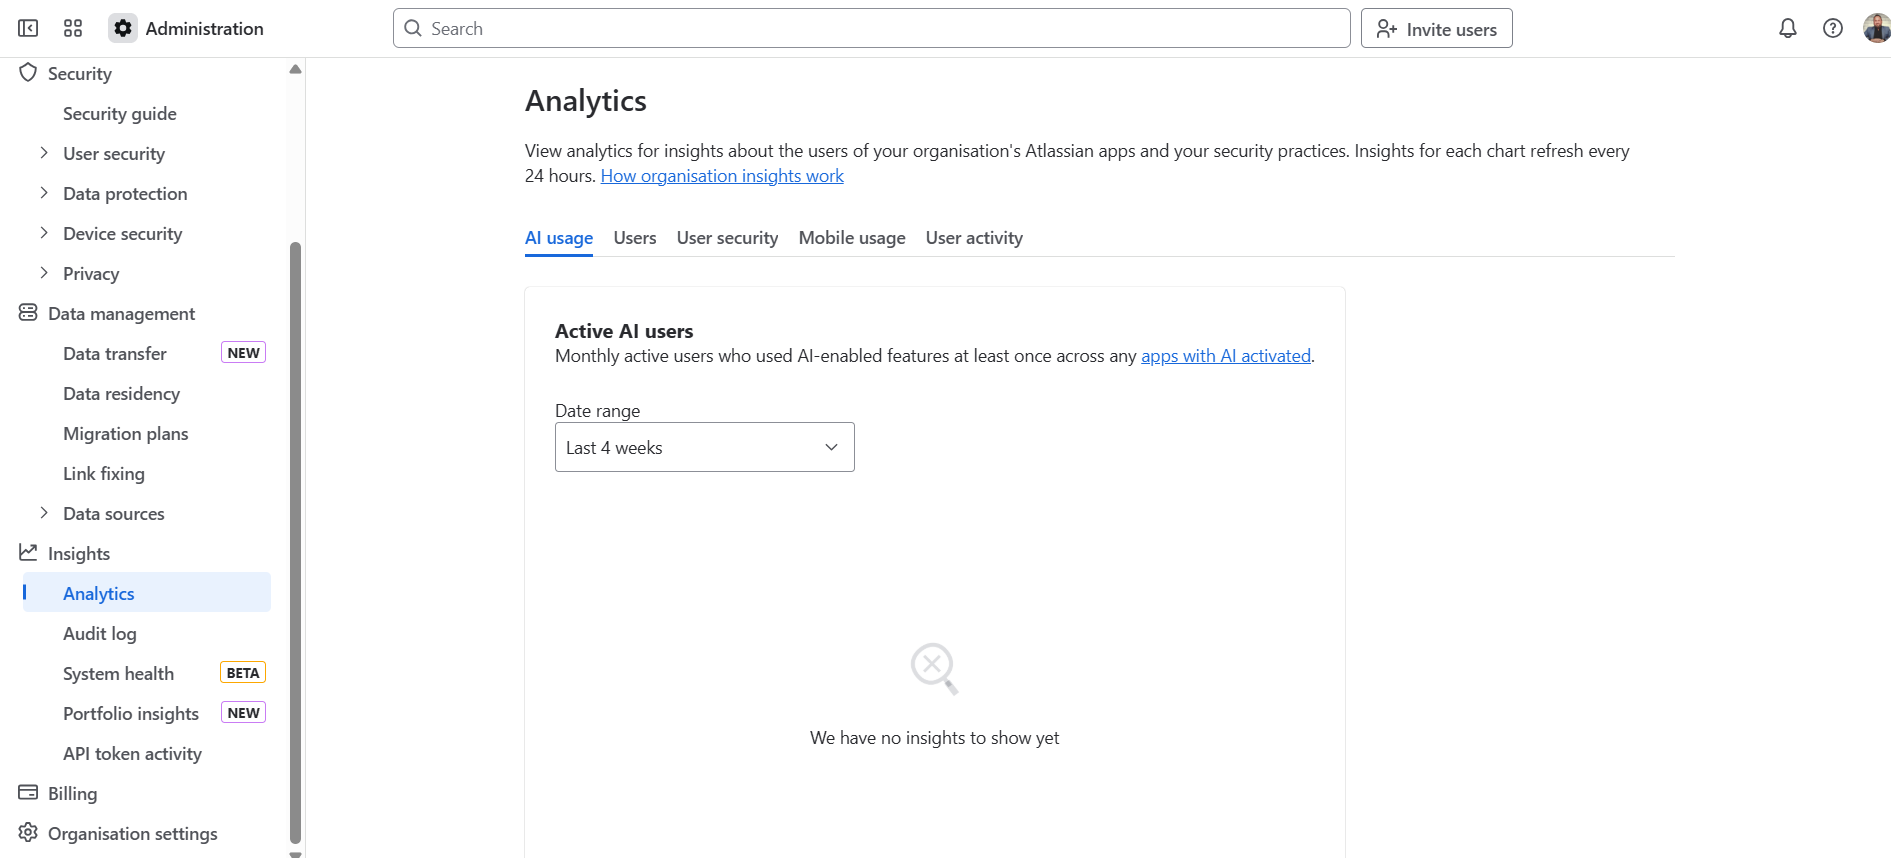 Administration
Search
Invite users
Security
Security guide
User security
Data protection
Device security
Privacy
Data management
Data transfer NEW
Data residency
Migration plans
Link fixing
Data sources
Insights
Analytics
Audit log
System health BETA
Portfolio insights NEW
API token activity
Billing
Organisation settings
Analytics
View analytics for insights about the users of your organisation's Atlassian apps and your security practices. Insights for each chart refresh every
24 hours. How organisation insights work
AI usage Users User security Mobile usage User activity
Active AI users
Monthly active users who used AI-enabled features at least once across any apps with AI activated.
Date range
Last 4 weeks
We have no insights to show yet